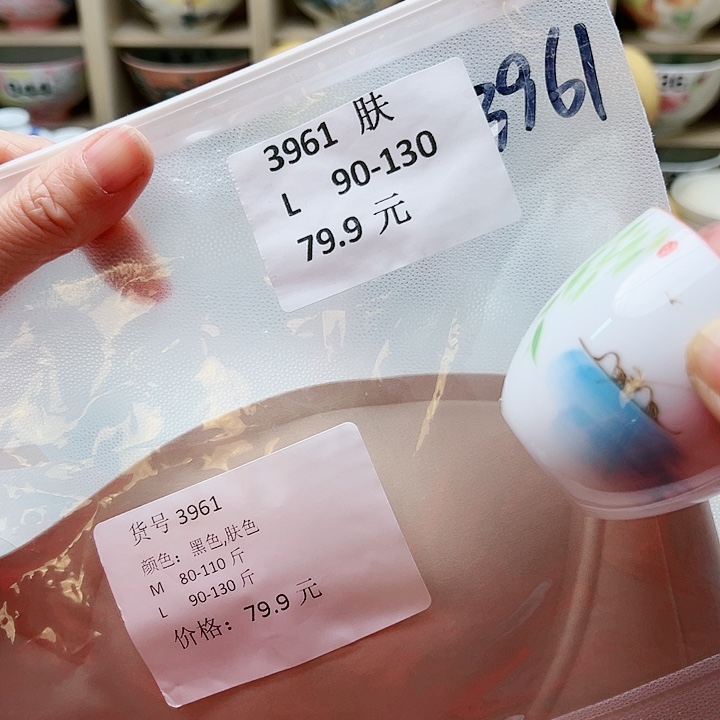 3961
3961 肤
L 90-130
79.9 元
货号 3961
颜色：黑色,肤色
M 80-110 斤
L 90-130 斤
价格：79.9 元